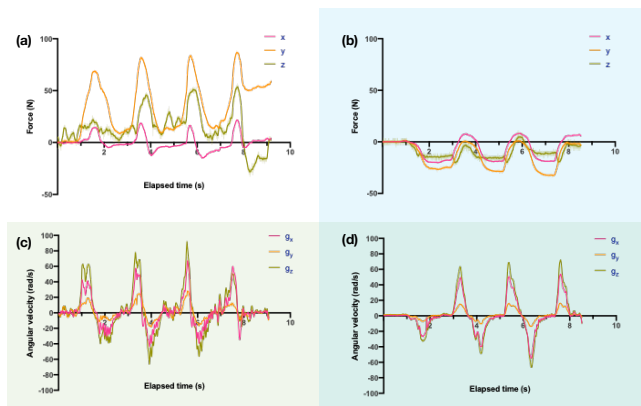 (a)
x
y
z
100
50
0
-50
2
4
6
8
10
Force (N)
Elapsed time (s)
(b)
x
y
z
100
50
0
-50
2
4
6
8
10
Force (N)
Elapsed time (s)
(c)
gx
gy
gz
100
80
60
40
20
0
-20
-40
-60
-80
-100
2
4
6
8
10
Angular velocity (rad/s)
Elapsed time (s)
(d)
gx
gy
gz
100
80
60
40
20
0
-20
-40
-60
-80
-100
2
4
6
8
10
Angular velocity (rad/s)
Elapsed time (s)